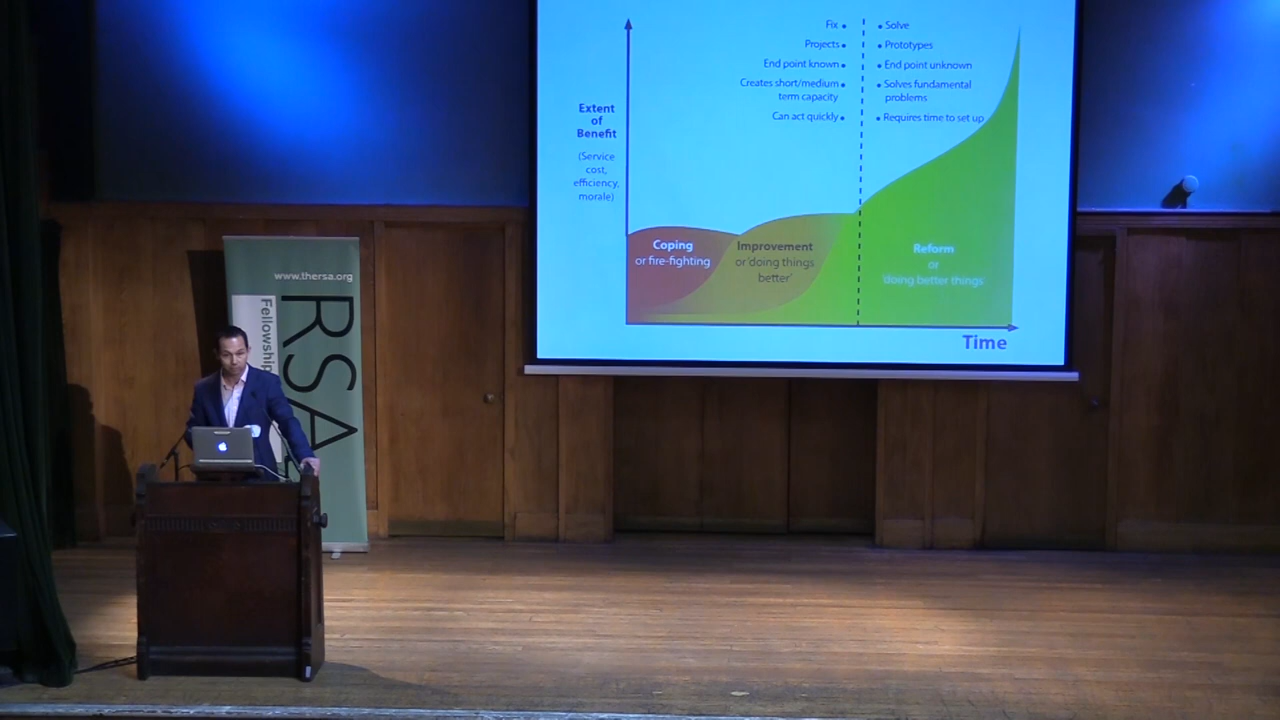 Fix •
Projects •
End point known •
Creates short/medium •
term capacity
Can act quickly •
• Solve
• Prototypes
• End point unknown
• Solves fundamental
problems
• Requires time to set up
Extent
of
Benefit
(Service
cost,
efficiency,
morale)
Coping
or fire-fighting
Improvement
or 'doing things
better'
Reform
or
'doing better things
Time
www.thersa.org
RSA
Fellowship